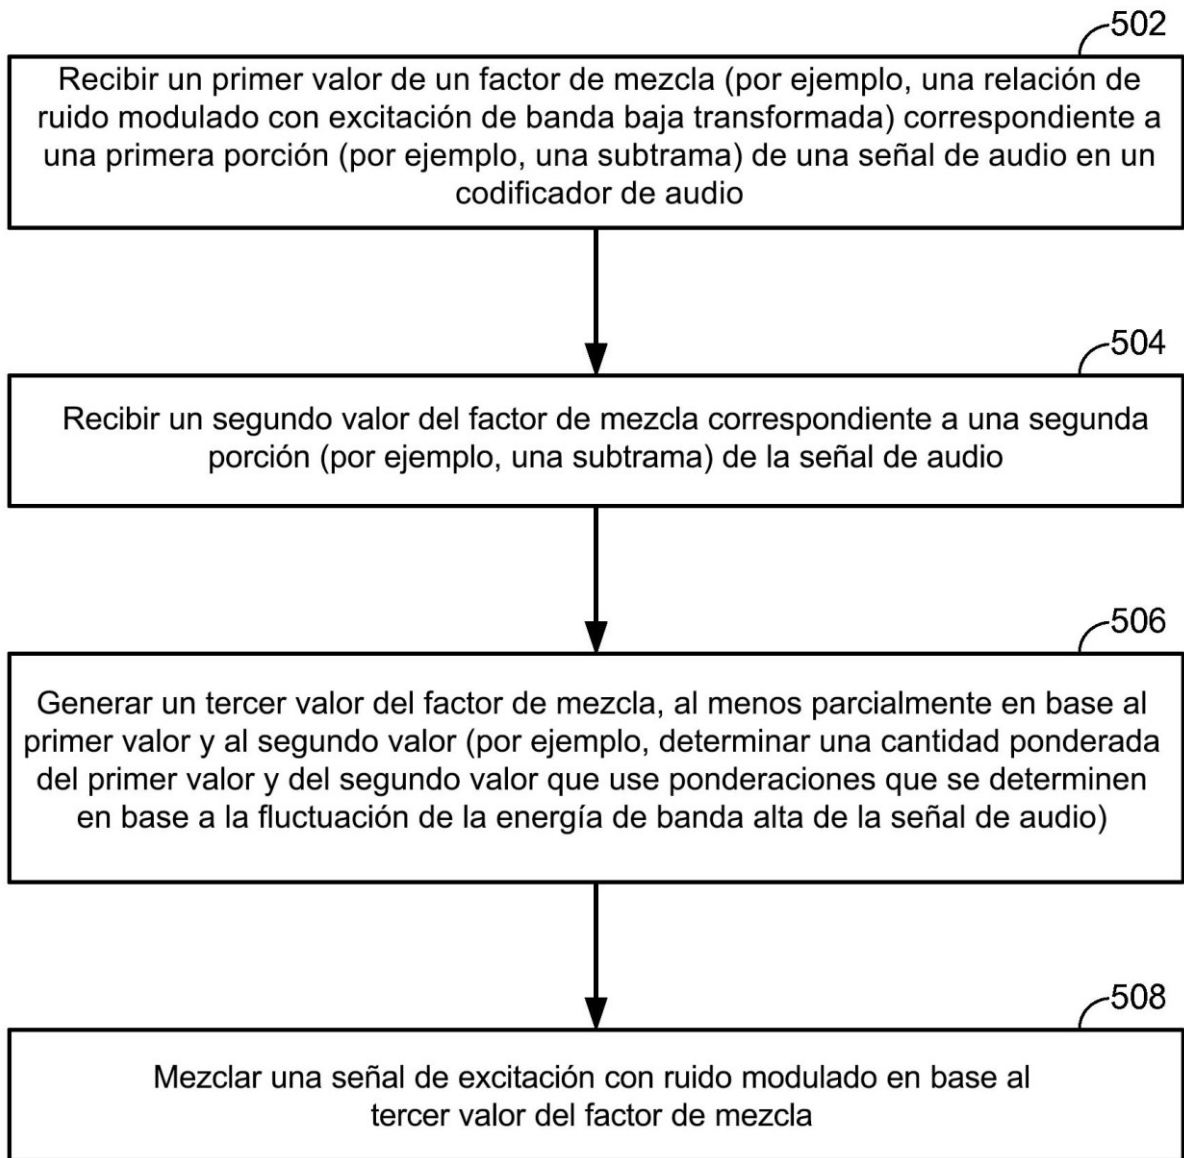 502
Recibir un primer valor de un factor de mezcla (por ejemplo, una relación de
ruido modulado con excitación de banda baja transformada) correspondiente a
una primera porción (por ejemplo, una subtrama) de una señal de audio en un
codificador de audio
504
Recibir un segundo valor del factor de mezcla correspondiente a una segunda
porción (por ejemplo, una subtrama) de la señal de audio
506
Generar un tercer valor del factor de mezcla, al menos parcialmente en base al
primer valor y al segundo valor (por ejemplo, determinar una cantidad ponderada
del primer valor y del segundo valor que use ponderaciones que se determinen
en base a la fluctuación de la energía de banda alta de la señal de audio)
508
Mezclar una señal de excitación con ruido modulado en base al
tercer valor del factor de mezcla